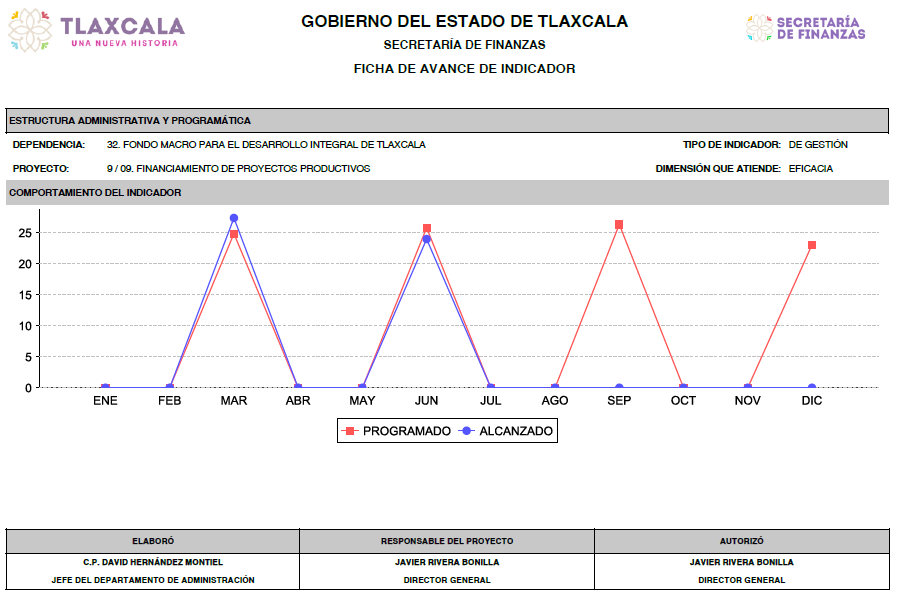 TLAXCALA
UNA NUEVA HISTORIA
GOBIERNO DEL ESTADO DE TLAXCALA
SECRETARÍA DE FINANZAS
FICHA DE AVANCE DE INDICADOR
SECRETARÍA
DE FINANZAS
ESTRUCTURA ADMINISTRATIVA Y PROGRAMÁTICA
DEPENDENCIA: 32. FONDO MACRO PARA EL DESARROLLO INTEGRAL DE TLAXCALA TIPO DE INDICADOR: DE GESTIÓN
PROYECTO: 9 / 09. FINANCIAMIENTO DE PROYECTOS PRODUCTIVOS DIMENSIÓN QUE ATIENDE: EFICACIA
COMPORTAMIENTO DEL INDICADOR
25
20
15
10
5
0
ENE FEB MAR ABR MAY JUN JUL AGO SEP OCT NOV DIC
PROGRAMADO ALCANZADO
ELABORÓ RESPONSABLE DEL PROYECTO AUTORIZÓ
C.P. DAVID HERNÁNDEZ MONTIEL JAVIER RIVERA BONILLA JAVIER RIVERA BONILLA
JEFE DEL DEPARTAMENTO DE ADMINISTRACIÓN DIRECTOR GENERAL DIRECTOR GENERAL